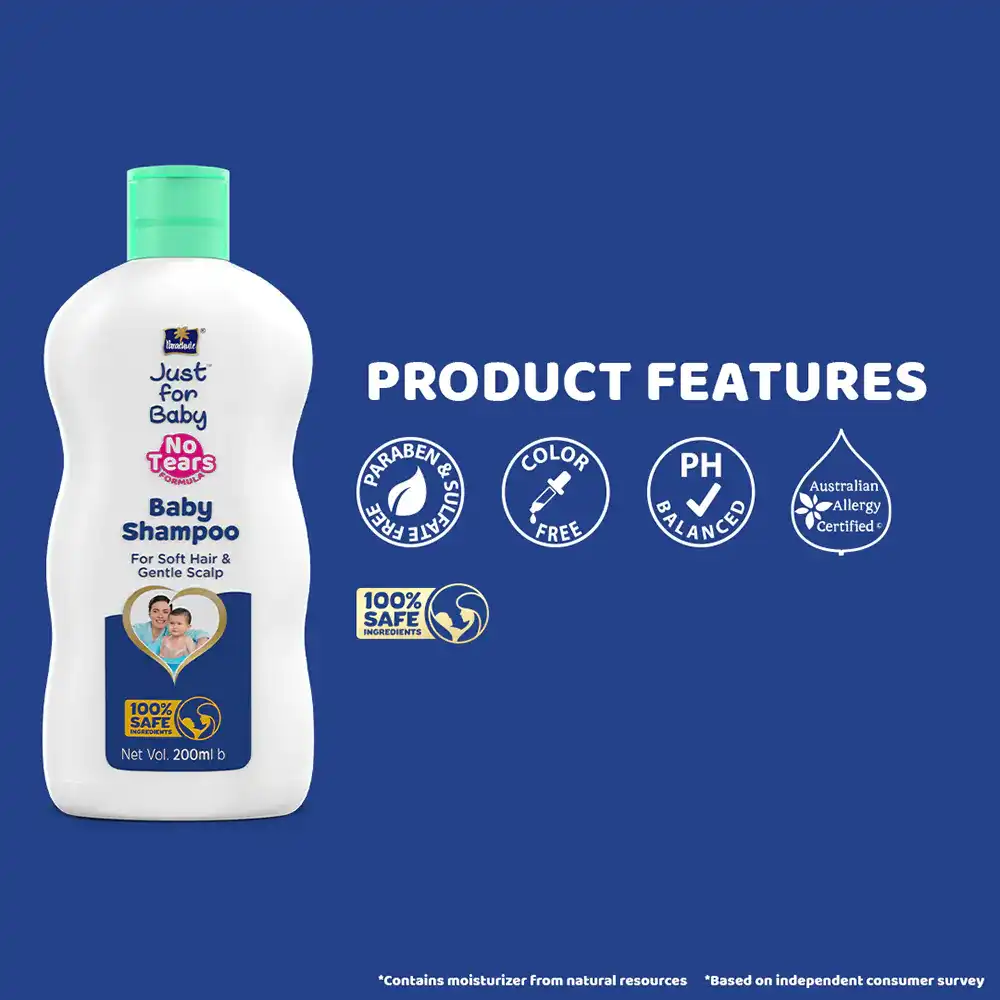 Parachute®
Just™
for
Baby
No
Tears
FORMULA
Baby
Shampoo
For Soft Hair &
Gentle Scalp
100%
SAFE
INGREDIENTS
Net Vol. 200ml b
PRODUCT FEATURES
PARABEN & SULFATE FREE
COLOR
FREE
PH
BALANCED
Australian
Allergy
Certified ©
100%
SAFE
INGREDIENTS
*Contains moisturizer from natural resources *Based on independent consumer survey